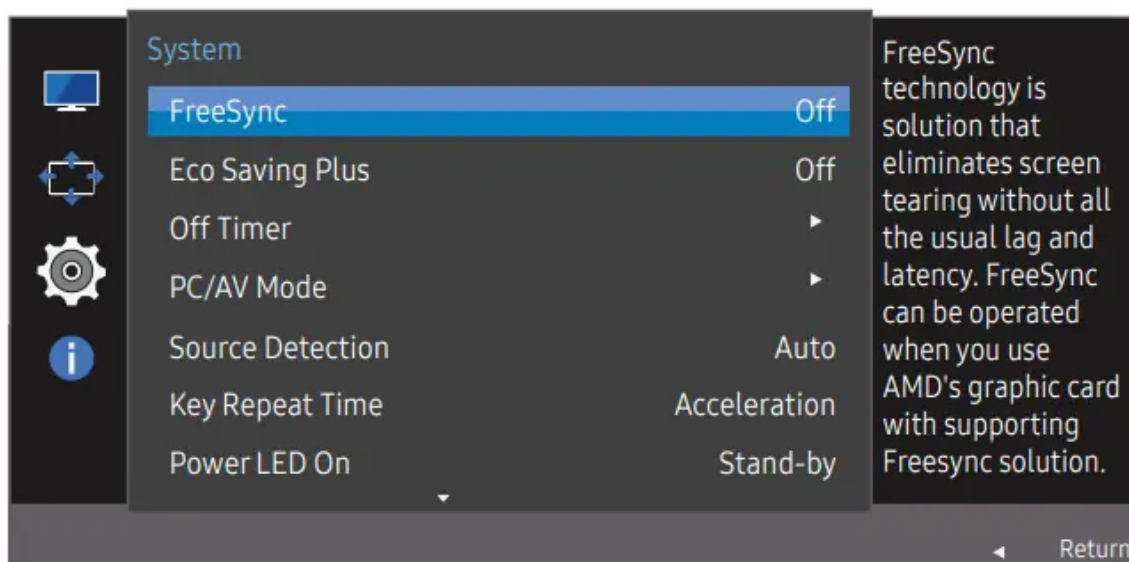 System
FreeSync Off
Eco Saving Plus Off
Off Timer
PC/AV Mode
Source Detection Auto
Key Repeat Time Acceleration
Power LED On Stand-by
FreeSync
technology is
solution that
eliminates screen
tearing without all
the usual lag and
latency. FreeSync
can be operated
when you use
AMD's graphic card
with supporting
Freesync solution.
Return